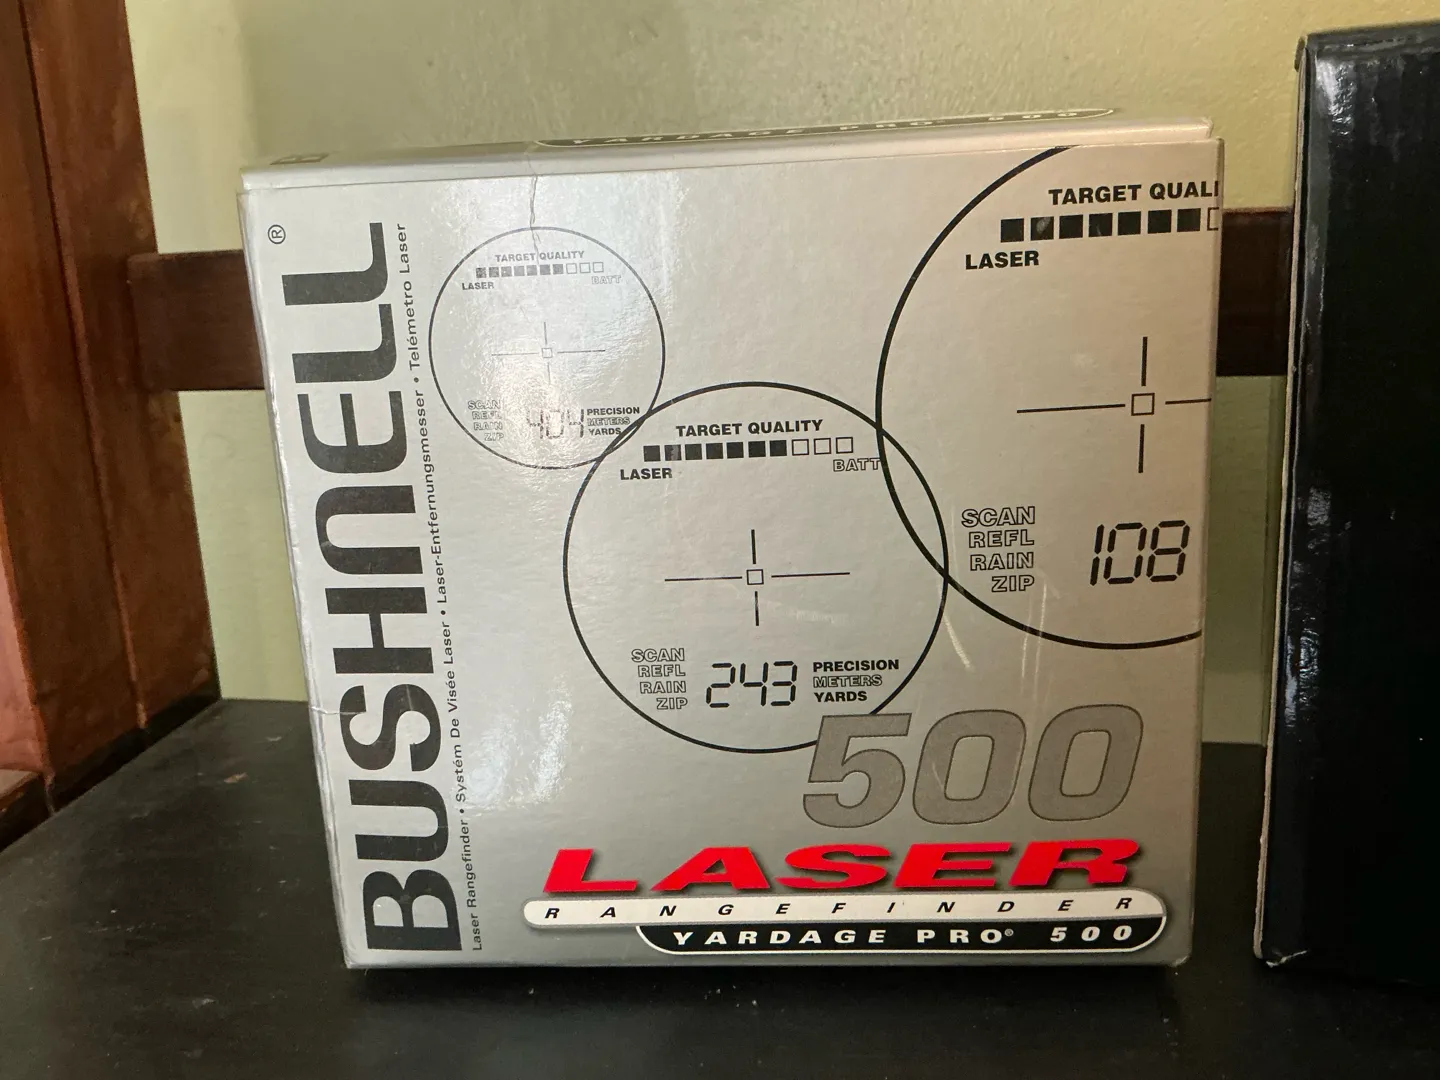 YARDAGE PRO 500
BUSHNELL®
Laser Rangefinder • Systém De Visée Laser • Laser-Entfernungsmesser • Telémetro Laser
TARGET QUALITY
LASER
BATT
SCAN
REFL
RAIN
ZIP
404
PRECISION
METERS
YARDS
TARGET QUALITY
LASER
BATT
SCAN
REFL
RAIN
ZIP
243
PRECISION
METERS
YARDS
TARGET QUALI
LASER
SCAN
REFL
RAIN
ZIP
108
500
LASER
RANGEFINDER
YARDAGE PRO® 500